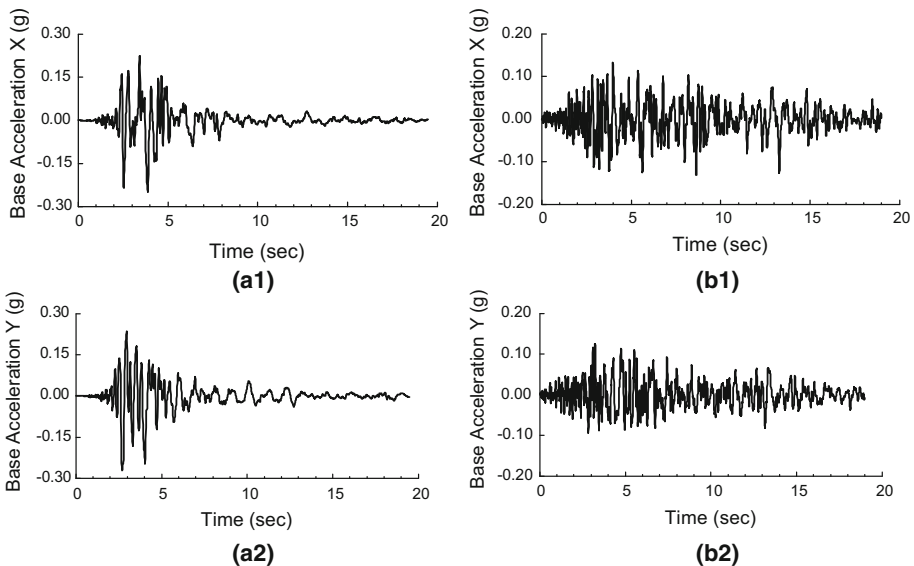 Base Acceleration X (g)
0.30
0.15
0.00
-0.15
-0.30
0 5 10 15 20
Time (sec)
(a1)
Base Acceleration X (g)
0.20
0.10
0.00
-0.10
-0.20
0 5 10 15 20
Time (sec)
(b1)
Base Acceleration Y (g)
0.30
0.15
0.00
-0.15
-0.30
0 5 10 15 20
Time (sec)
(a2)
Base Acceleration Y (g)
0.20
0.10
0.00
-0.10
-0.20
0 5 10 15 20
Time (sec)
(b2)